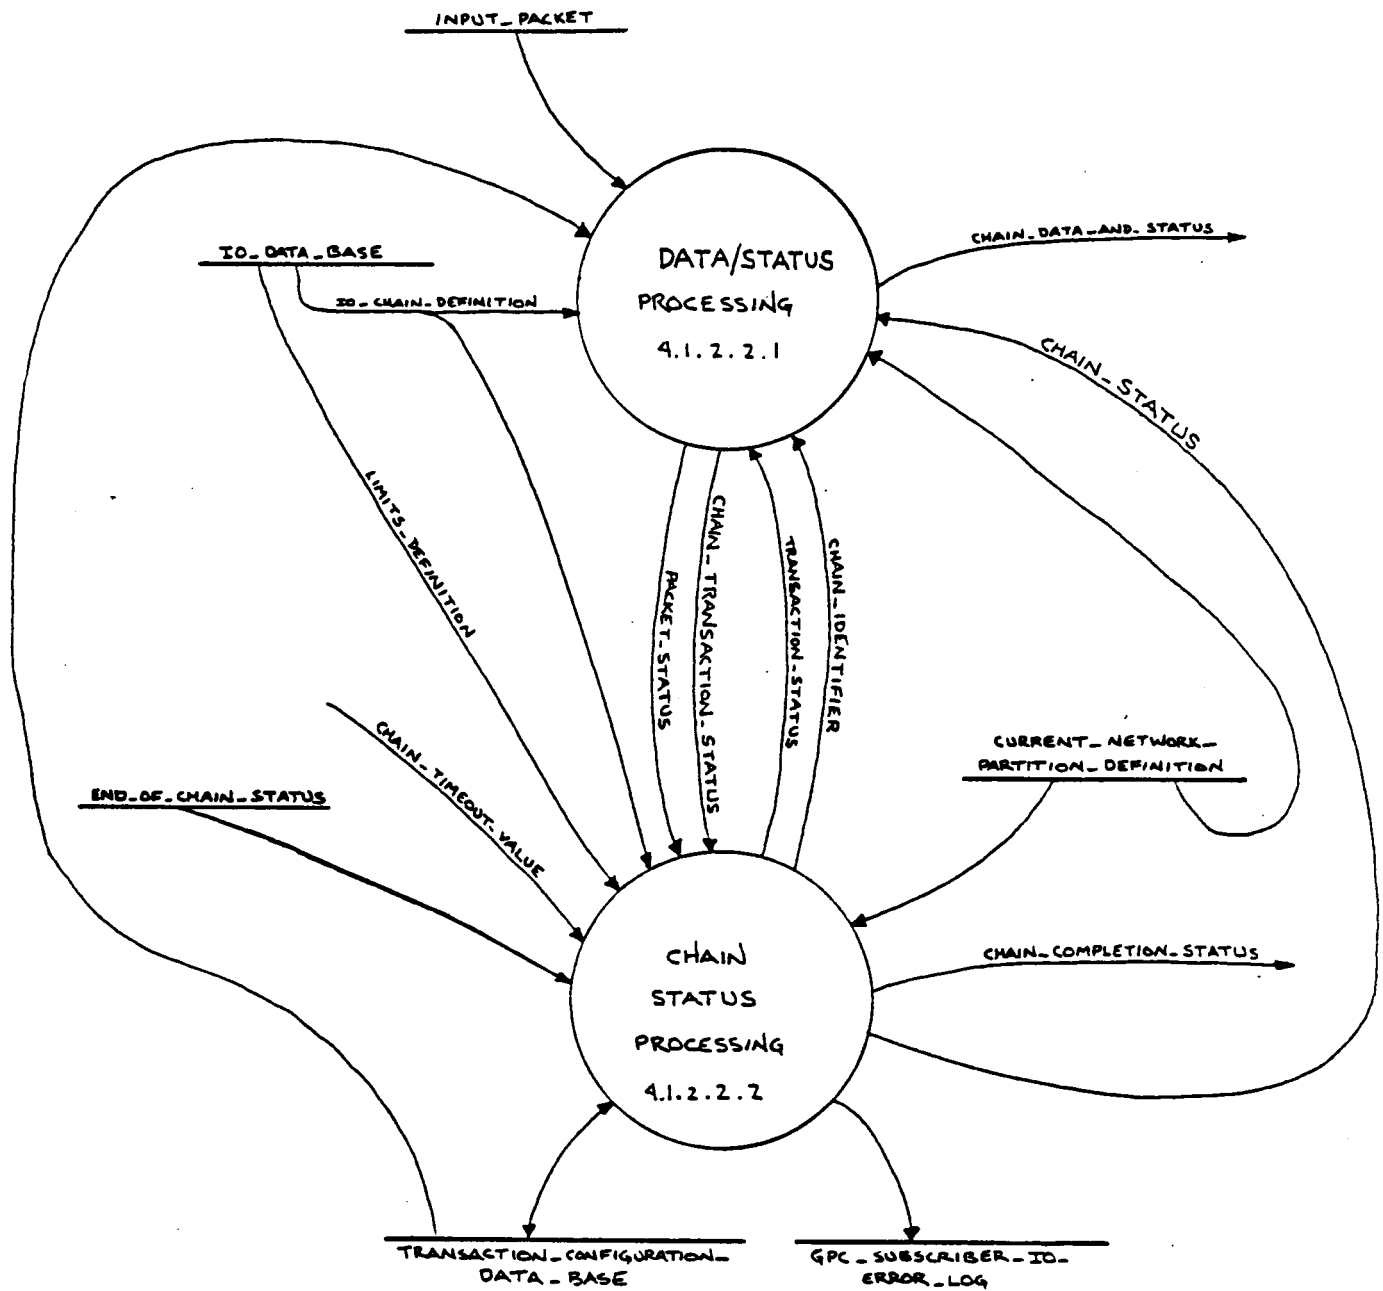 INPUT_PACKET
CHAIN_DATA_AND_STATUS
IO_DATA_BASE
DATA/STATUS
PROCESSING
4.1.2.2.1
IO_CHAIN_DEFINITION
CHAIN_STATUS
LIMITS_DEFINITION
PACKET_STATUS
CHAIN_TRANSACTION_STATUS
TRANSACTION_STATUS
CHAIN_IDENTIFIER
CHAIN_TIMEOUT_VALUE
CURRENT_NETWORK_
PARTITION_DEFINITION
END_OF_CHAIN_STATUS
CHAIN
STATUS
PROCESSING
4.1.2.2.2
CHAIN_COMPLETION_STATUS
TRANSACTION_CONFIGURATION_
DATA_BASE
GPC_SUBSCRIBER_IO_
ERROR_LOG